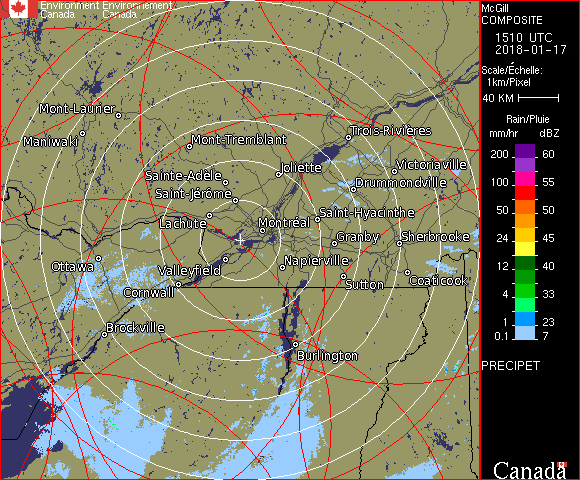 Environment Environnement
Canada Canada
McGill
COMPOSITE
1510 UTC
2018-01-17
Scale/Échelle:
1km/Pixel
40 KM
Rain/Pluie
mm/hr dBZ
200 60
100 55
50 50
24 45
12 40
4 33
1 23
0.1 7
PRECIPET
Canada
Mont-Laurier
Maniwaki
Mont-Tremblant
Trois-Rivières
Victoriaville
Joliette
Sainte-Adèle
Drummondville
Saint-Jérôme
Lachute
Montréal
Saint-Hyacinthe
Granby
Sherbrooke
Ottawa
Valleyfield
Napierville
Cornwall
Sutton
Coaticook
Brockville
Burlington